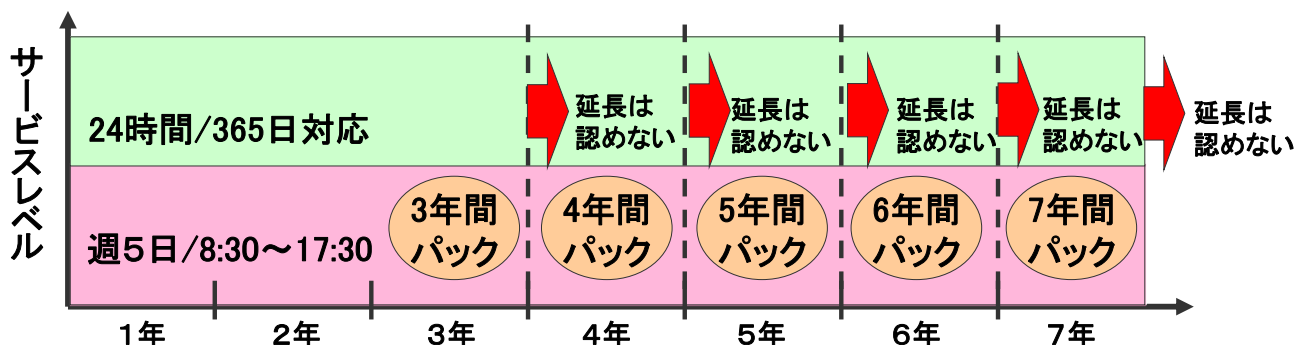 サービスレベル
24時間/365日対応
延長は
認めない
延長は
認めない
延長は
認めない
延長は
認めない
延長は
認めない
週５日/8:30～17:30
3年間
パック
4年間
パック
5年間
パック
6年間
パック
7年間
パック
１年
２年
３年
４年
５年
６年
７年